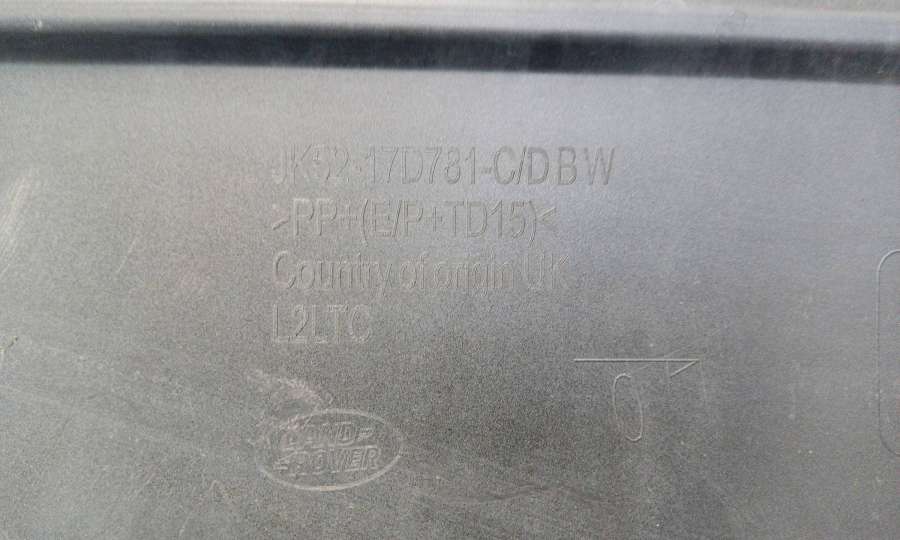 JK52-17D781-C/DBW
>PP+(E/P+TD15)<
Country of origin UK
L2LTC
LAND-
-ROVER